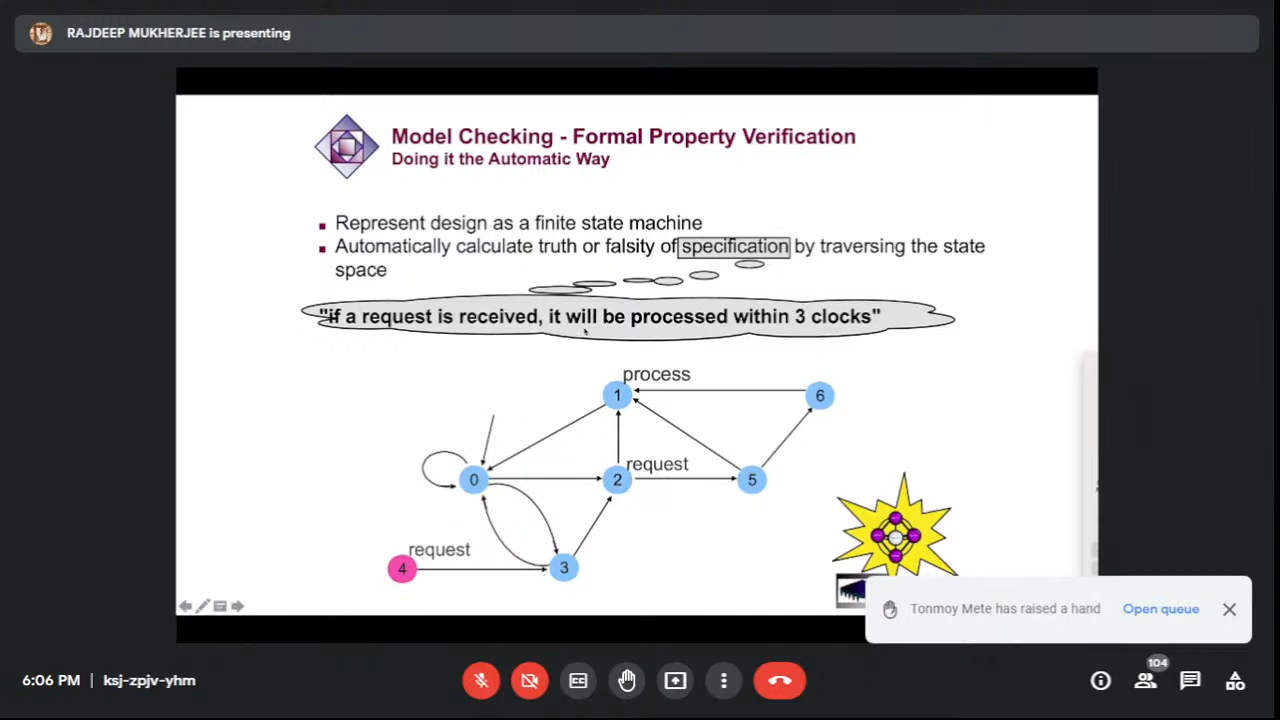 RAJDEEP MUKHERJEE is presenting
Model Checking - Formal Property Verification
Doing it the Automatic Way
Represent design as a finite state machine
Automatically calculate truth or falsity of specification by traversing the state
space
"if a request is received, it will be processed within 3 clocks"
process
1
6
request
0
2
5
request
4
3
Tonmoy Mete has raised a hand
Open queue
6:06 PM | ksj-zpjv-yhm
104